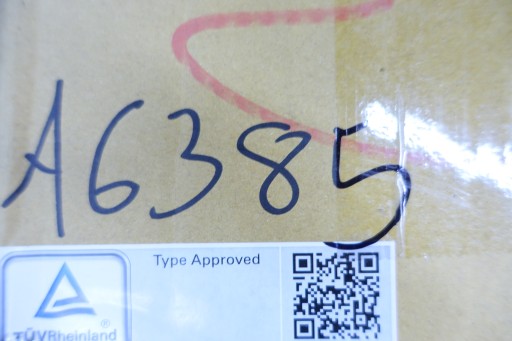 A6385
Type Approved
TÜVRheinland
®